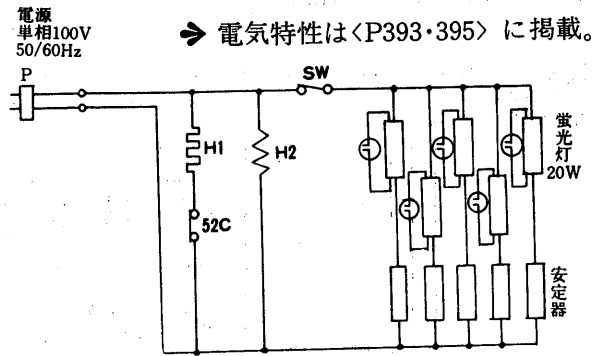 電源
単相100V
50/60Hz
➔ 電気特性は〈P393・395〉に掲載。
P
SW
H1
H2
52C
蛍光灯
20W
安定器